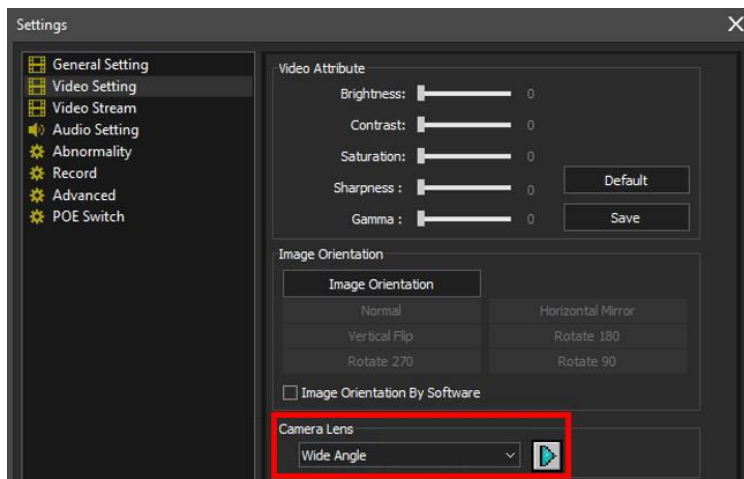 Settings
General Setting
Video Setting
Video Stream
Audio Setting
Abnormality
Record
Advanced
POE Switch
Video Attribute
Brightness: 0
Contrast: 0
Saturation: 0
Sharpness : 0
Gamma : 0
Default
Save
Image Orientation
Image Orientation
Normal Horizontal Mirror
Vertical Flip Rotate 180
Rotate 270 Rotate 90
Image Orientation By Software
Camera Lens
Wide Angle